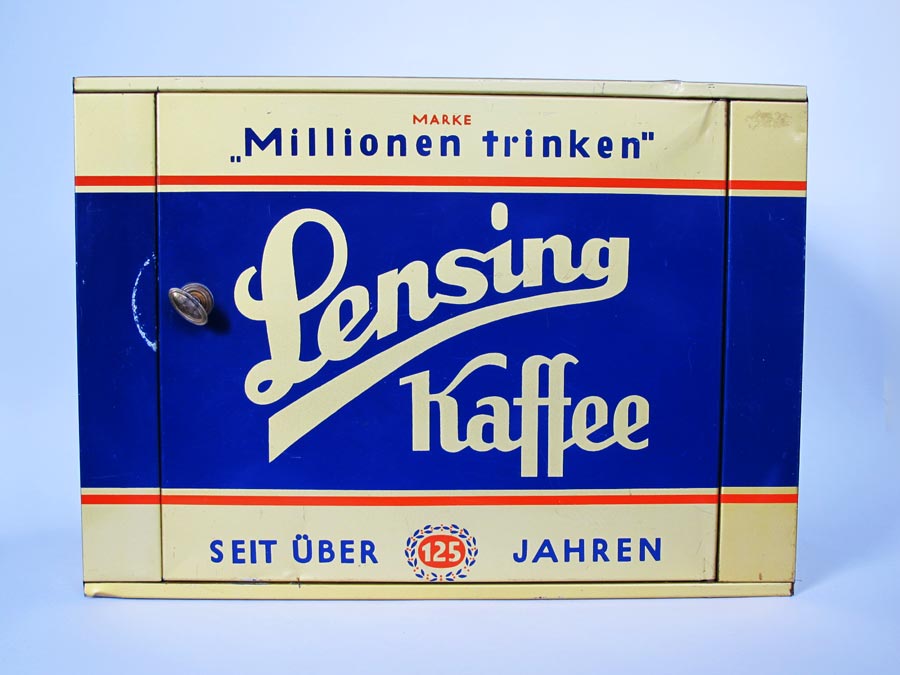 MARKE
„Millionen trinken"
Lensing
Kaffee
SEIT ÜBER 125 JAHREN